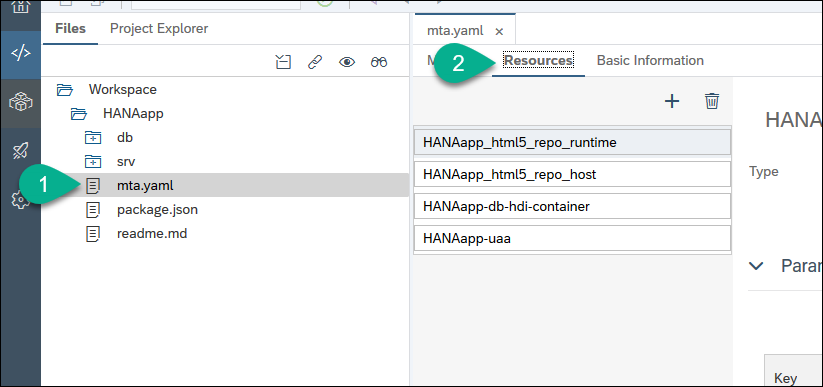 Files
Project Explorer
Workspace
HANAapp
db
srv
1
mta.yaml
package.json
readme.md
mta.yaml ×
2
Resources
Basic Information
HANAapp_html5_repo_runtime
HANAapp_html5_repo_host
HANAapp-db-hdi-container
HANAapp-uaa
HANA
Type
Param
Key